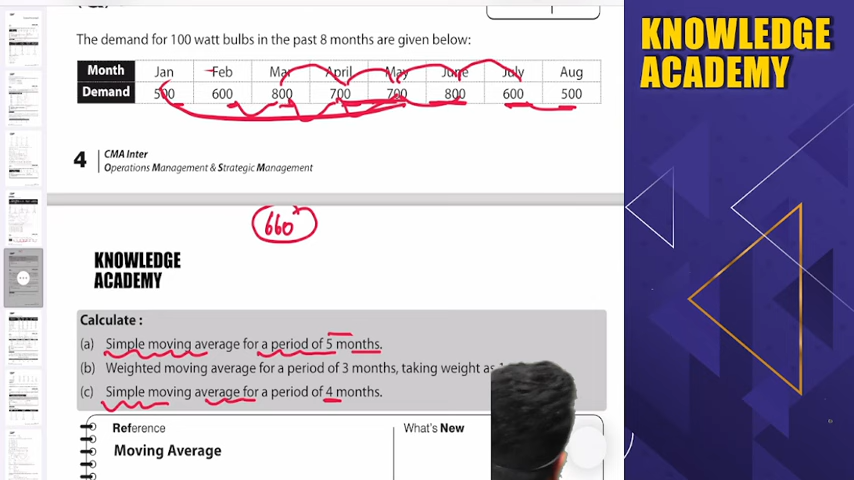 The demand for 100 watt bulbs in the past 8 months are given below:
Month Jan Feb Mar April May June July Aug
Demand 500 600 800 700 700 800 600 500
4 CMA Inter
Operations Management & Strategic Management
660
KNOWLEDGE
ACADEMY
Calculate :
(a) Simple moving average for a period of 5 months.
(b) Weighted moving average for a period of 3 months, taking weight as
(c) Simple moving average for a period of 4 months.
Reference What's New
Moving Average
KNOWLEDGE
ACADEMY